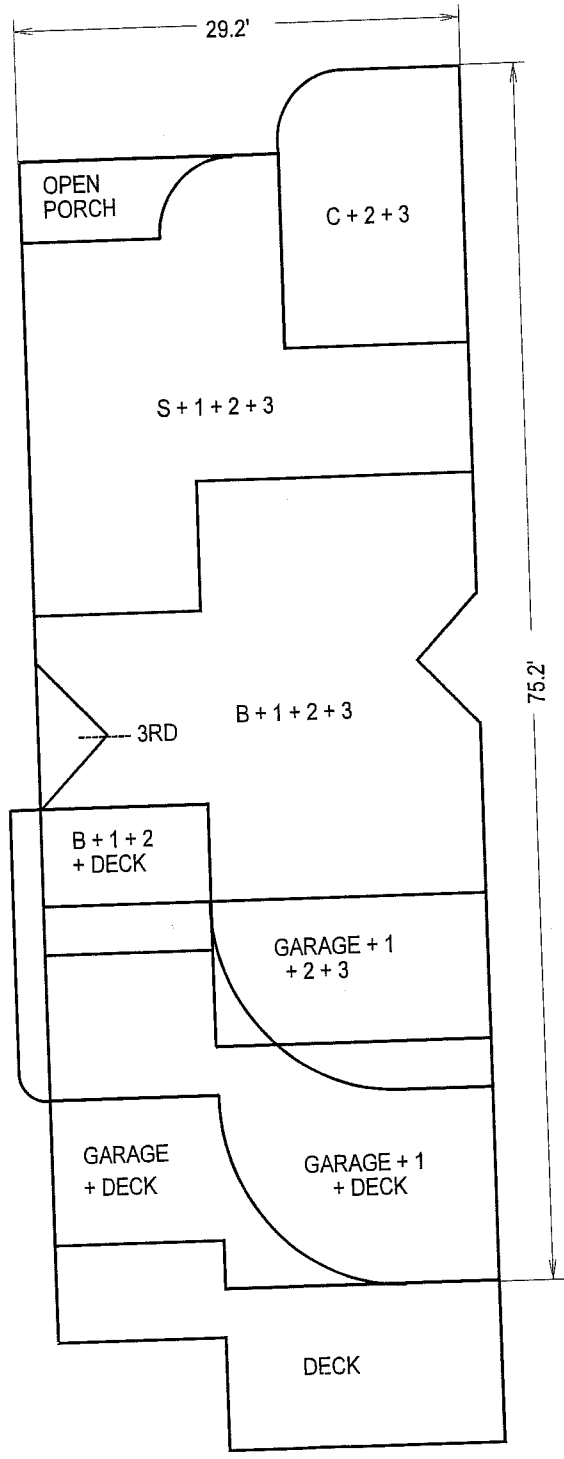 29.2'
OPEN
PORCH
C + 2 + 3
S + 1 + 2 + 3
75.2'
B + 1 + 2 + 3
3RD
B + 1 + 2
+ DECK
GARAGE + 1
+ 2 + 3
GARAGE
+ DECK
GARAGE + 1
+ DECK
DECK